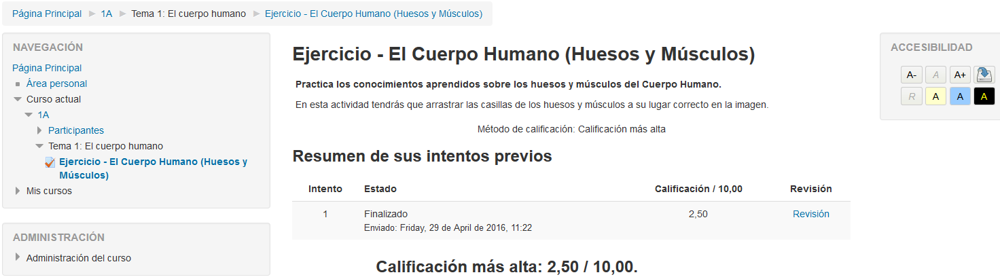 Página Principal ► 1A ► Tema 1: El cuerpo humano ► Ejercicio - El Cuerpo Humano (Huesos y Músculos)
NAVEGACIÓN
Página Principal
Área personal
Curso actual
1A
Participantes
Tema 1: El cuerpo humano
Ejercicio - El Cuerpo Humano (Huesos y
Músculos)
Mis cursos
ADMINISTRACIÓN
Administración del curso
Ejercicio - El Cuerpo Humano (Huesos y Músculos)
Practica los conocimientos aprendidos sobre los huesos y músculos del Cuerpo Humano.
En esta actividad tendrás que arrastrar las casillas de los huesos y músculos a su lugar correcto en la imagen.
Método de calificación: Calificación más alta
Resumen de sus intentos previos
Intento Estado Calificación / 10,00 Revisión
1 Finalizado 2,50 Revisión
Enviado: Friday, 29 de April de 2016, 11:22
Calificación más alta: 2,50 / 10,00.
ACCESIBILIDAD
A- A A+
R A A A